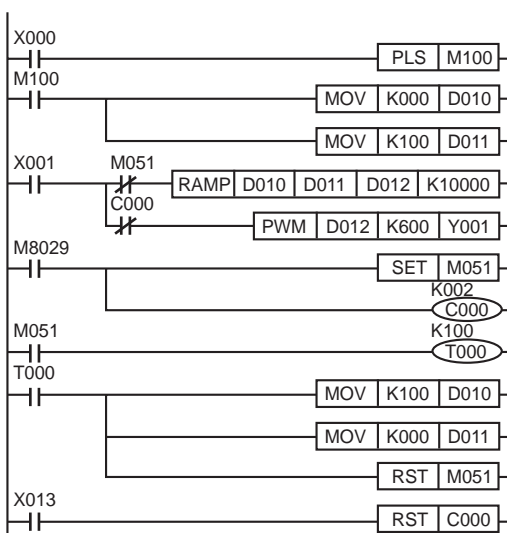 X000
PLS M100
M100
MOV K000 D010
MOV K100 D011
X001 M051
RAMP D010 D011 D012 K10000
C000
PWM D012 K600 Y001
M8029
SET M051
K002
C000
M051 K100
T000
T000
MOV K100 D010
MOV K000 D011
RST M051
X013
RST C000